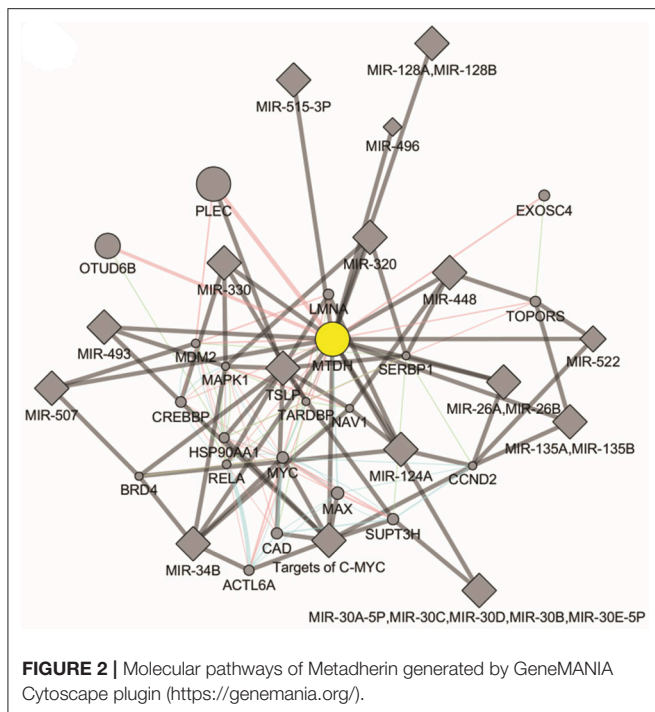 MIR-128A,MIR-128B
MIR-515-3P
MIR-496
PLEC
EXOSC4
OTUD6B
MIR-320
MIR-330
MIR-448
LMNA
TOPORS
MIR-493
MDM2
MTDH
SERBP1
MIR-522
MAPK1
TSLP
MIR-507
CREBBP
TARDBP
NAV1
MIR-26A,MIR-26B
HSP90AA1
MIR-135A,MIR-135B
RELA
MYC
MIR-124A
CCND2
BRD4
MAX
SUPT3H
CAD
MIR-34B
Targets of C-MYC
ACTL6A
MIR-30A-5P,MIR-30C,MIR-30D,MIR-30B,MIR-30E-5P
FIGURE 2 | Molecular pathways of Metadherin generated by GeneMANIA
Cytoscape plugin (https://genemania.org/).